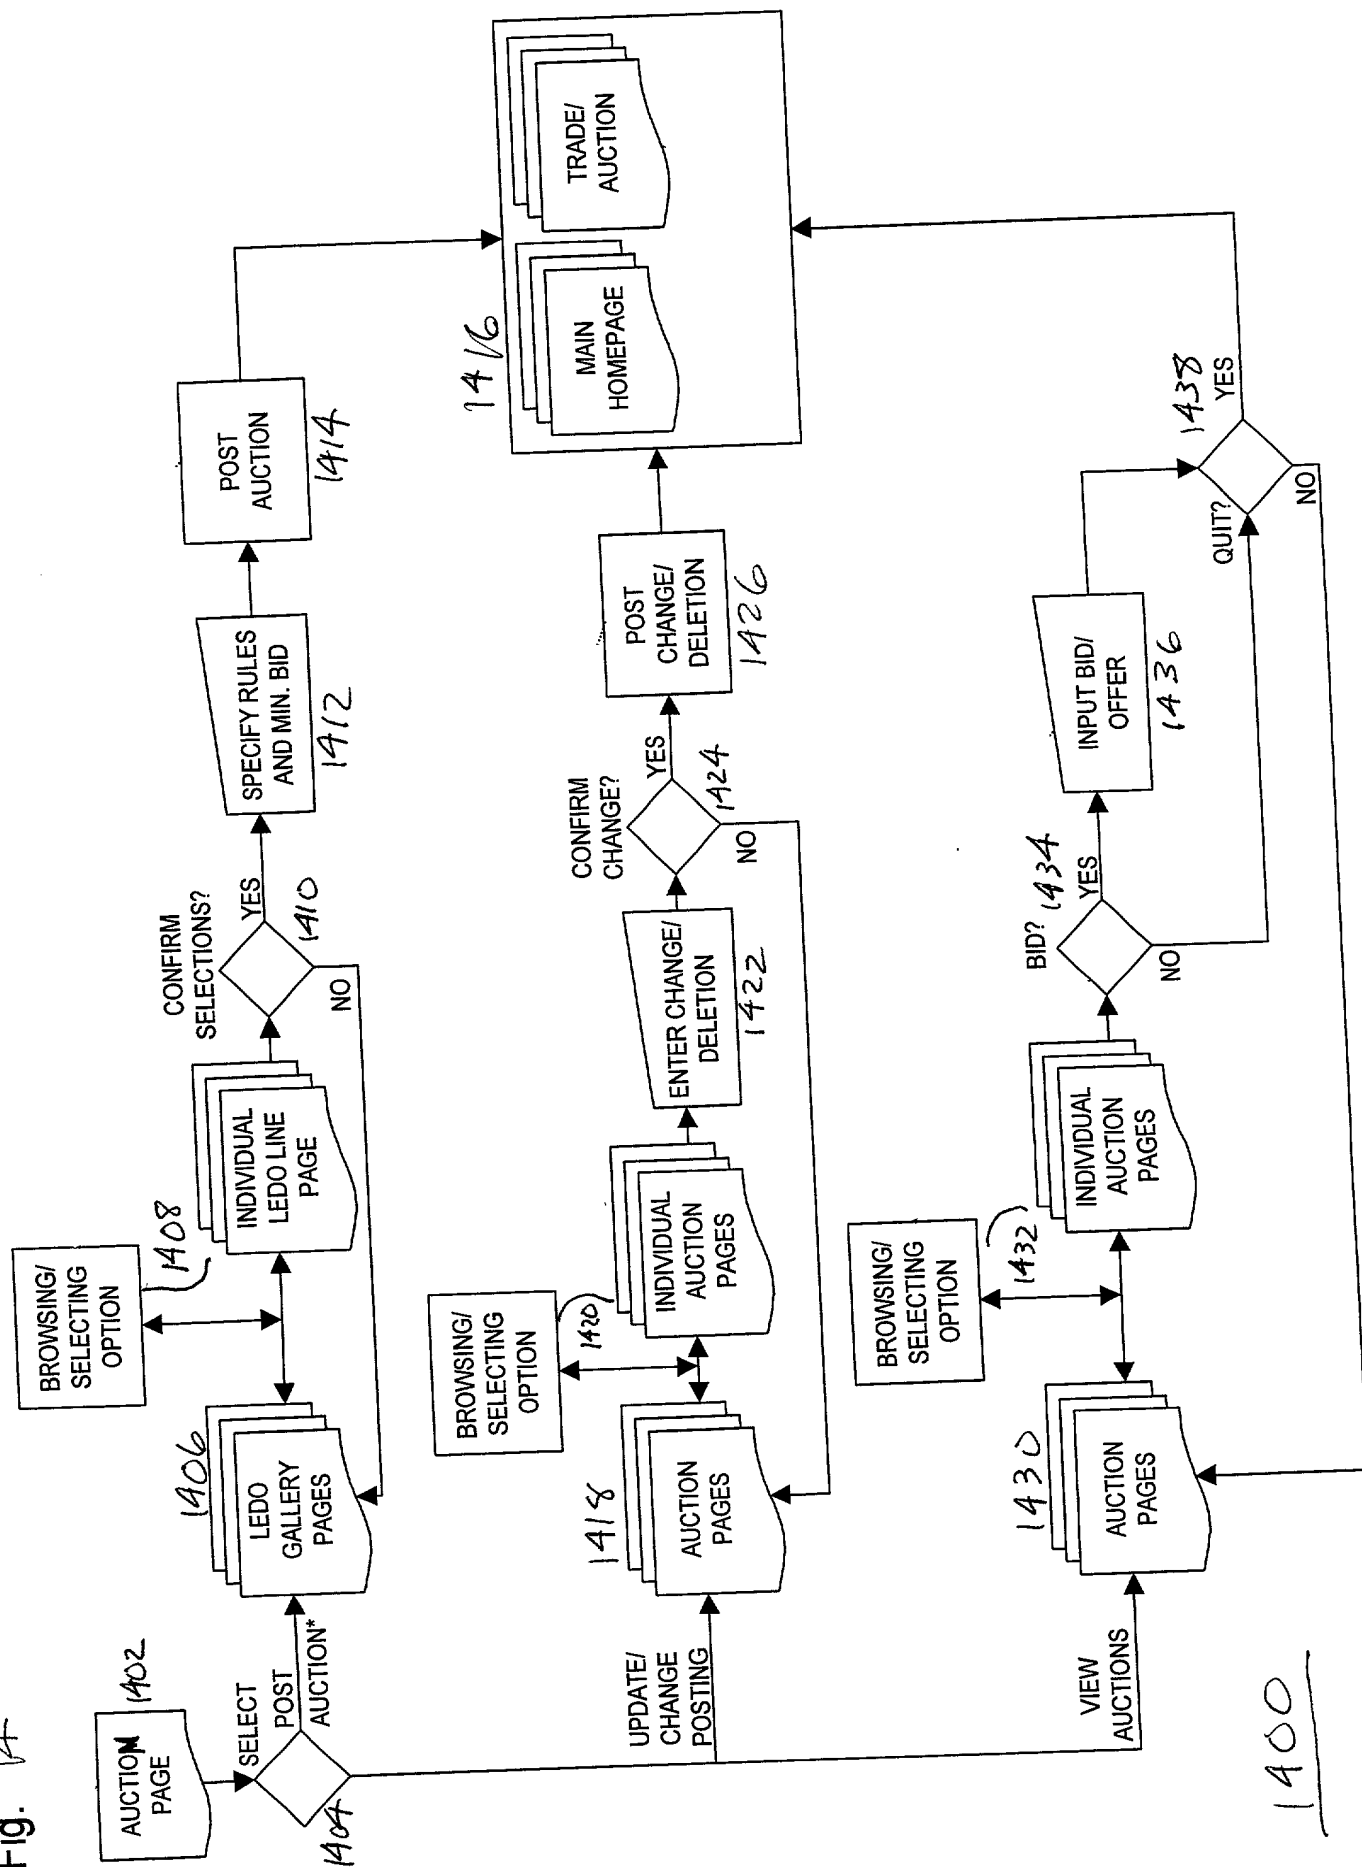 Fig. 14
AUCTION
PAGE
1402
SELECT
1404
POST
AUCTION*
1406
LEDO
GALLERY
PAGES
BROWSING/
SELECTING
OPTION
1408
INDIVIDUAL
LEDO LINE
PAGE
CONFIRM
SELECTIONS?
YES
1410
NO
SPECIFY RULES
AND MIN. BID
1412
POST
AUCTION
1414
1416
MAIN
HOMEPAGE
TRADE/
AUCTION
UPDATE/
CHANGE
POSTING
1418
AUCTION
PAGES
BROWSING/
SELECTING
OPTION
1420
INDIVIDUAL
AUCTION
PAGES
ENTER CHANGE/
DELETION
1422
CONFIRM
CHANGE?
YES
1424
NO
POST
CHANGE/
DELETION
1426
VIEW
AUCTIONS
1430
AUCTION
PAGES
BROWSING/
SELECTING
OPTION
1432
INDIVIDUAL
AUCTION
PAGES
BID?
1434
YES
NO
INPUT BID/
OFFER
1436
QUIT?
1438
YES
NO
1400